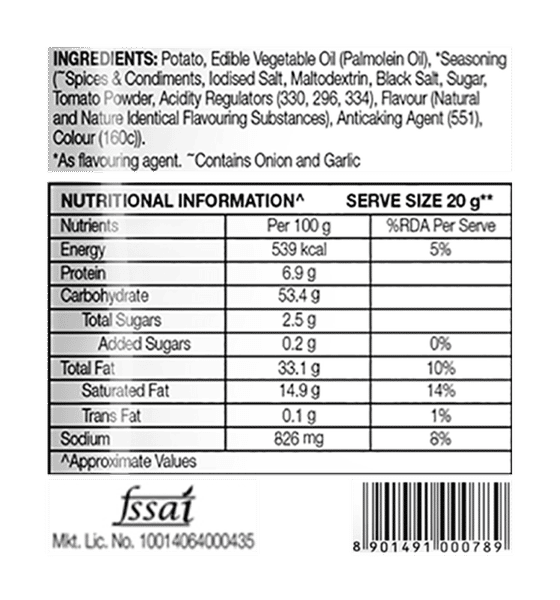 INGREDIENTS: Potato, Edible Vegetable Oil (Palmolein Oil), *Seasoning
(~Spices & Condiments, Iodised Salt, Maltodextrin, Black Salt, Sugar,
Tomato Powder, Acidity Regulators (330, 296, 334), Flavour (Natural
and Nature Identical Flavouring Substances), Anticaking Agent (551),
Colour (160c)).
*As flavouring agent. ~Contains Onion and Garlic
NUTRITIONAL INFORMATION^ SERVE SIZE 20 g**
Nutrients Per 100 g %RDA Per Serve
Energy 539 kcal 5%
Protein 6.9 g
Carbohydrate 53.4 g
Total Sugars 2.5 g
Added Sugars 0.2 g 0%
Total Fat 33.1 g 10%
Saturated Fat 14.9 g 14%
Trans Fat 0.1 g 1%
Sodium 826 mg 8%
^Approximate Values
fssai
Mkt. Lic. No. 10014064000435
8 901491 000789